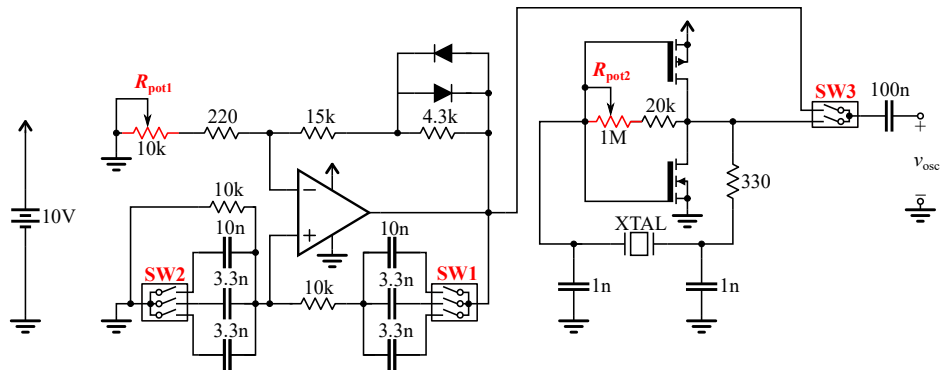 R_pot1
10k
220
15k
4.3k
10V
10k
10n
SW2
3.3n
3.3n
−
+
10k
10n
3.3n
SW1
3.3n
R_pot2
1M
20k
330
XTAL
1n
1n
SW3
100n
+
v_osc
−